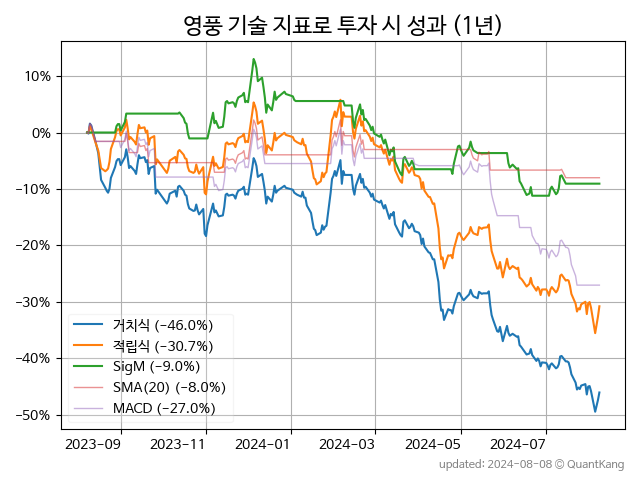 영풍 기술 지표로 투자 시 성과 (1년)
10%
0%
−10%
−20%
−30%
−40%
−50%
거치식 (−46.0%)
적립식 (−30.7%)
SigM (−9.0%)
SMA(20) (−8.0%)
MACD (−27.0%)
2023-09
2023-11
2024-01
2024-03
2024-05
2024-07
updated: 2024-08-08 © QuantKang